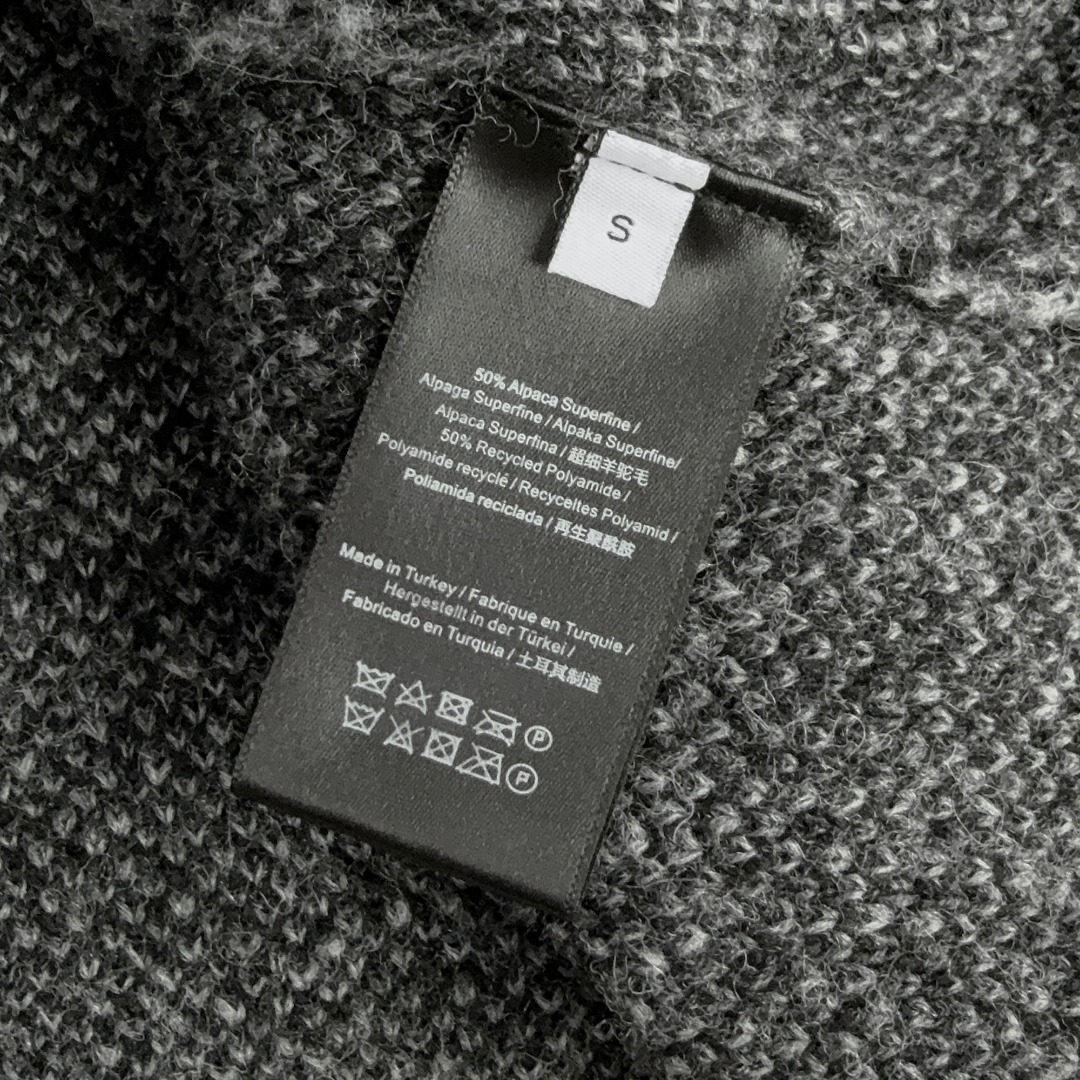 S
50% Alpaca Superfine /
Alpaga Superfine / Alpaka Superfine/
Alpaca Superfina / 超细羊驼毛
50% Recycled Polyamide /
Polyamide recyclé / Recyceltes Polyamid /
Poliamida reciclada / 再生聚酰胺
Made in Turkey / Fabrique en Turquie /
Hergestellt in der Türkei /
Fabricado en Turquia / 土耳其制造
P
P